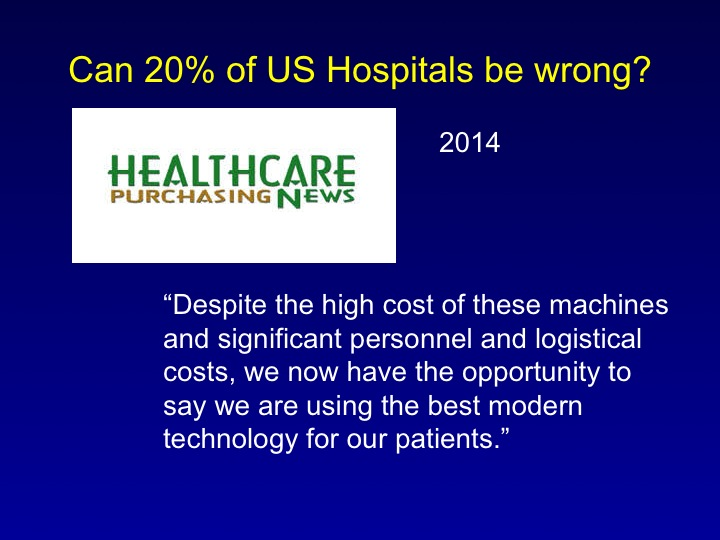 Can 20% of US Hospitals be wrong?
HEALTHCARE
PURCHASING NEWS
2014
“Despite the high cost of these machines
and significant personnel and logistical
costs, we now have the opportunity to
say we are using the best modern
technology for our patients.”